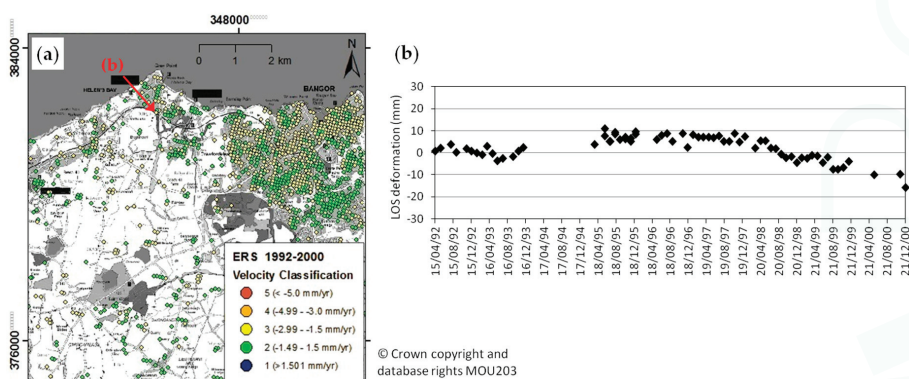 348000
384000
(a)
(b)
0 1 2 km
N
HELEN'S BAY
BANGOR
376000
ERS 1992-2000
Velocity Classification
5 (< -5.0 mm/yr)
4 (-4.99 - -3.0 mm/yr)
3 (-2.99 - -1.5 mm/yr)
2 (-1.49 - 1.5 mm/yr)
1 (>1.501 mm/yr)
© Crown copyright and
database rights MOU203
(b)
LOS deformation (mm)
30
20
10
0
-10
-20
-30
15/04/92
15/08/92
15/12/92
16/04/93
16/08/93
16/12/93
17/04/94
17/08/94
17/12/94
18/04/95
18/08/95
18/12/95
18/04/96
18/08/96
18/12/96
19/04/97
19/08/97
19/12/97
20/04/98
20/08/98
20/12/98
21/04/99
21/08/99
21/12/99
21/04/00
21/08/00
21/12/00